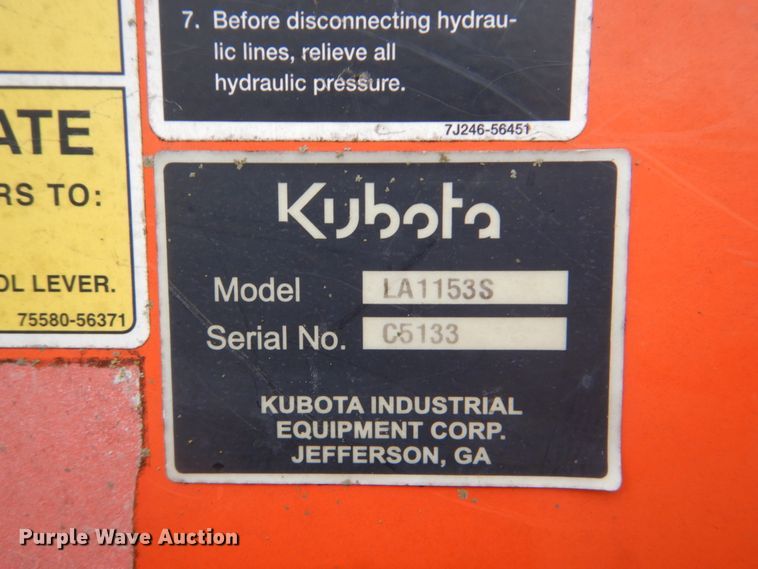 7. Before disconnecting hydrau-
lic lines, relieve all
hydraulic pressure.
7J246-56451
ATE
RS TO:
OL LEVER.
75580-56371
Kubota
Model LA1153S
Serial No. C5133
KUBOTA INDUSTRIAL
EQUIPMENT CORP.
JEFFERSON, GA
Purple Wave Auction